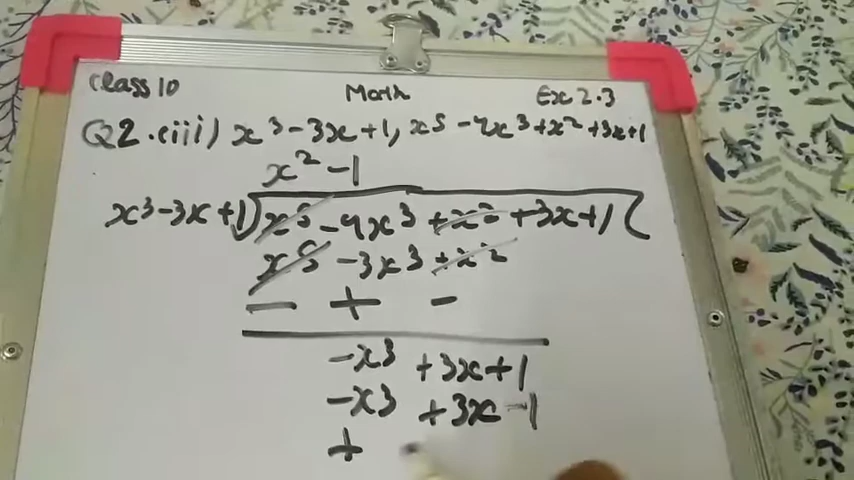 Class 10 Math Ex 2.3
Q2.(iii) x³ - 3x + 1, x⁵ - 4x³ + x² + 3x + 1
x² - 1
x³ - 3x + 1) x⁵ - 4x³ + x² + 3x + 1 (
x⁵ - 3x³ + x²
- + -
- x³ + 3x + 1
- x³ + 3x - 1
+